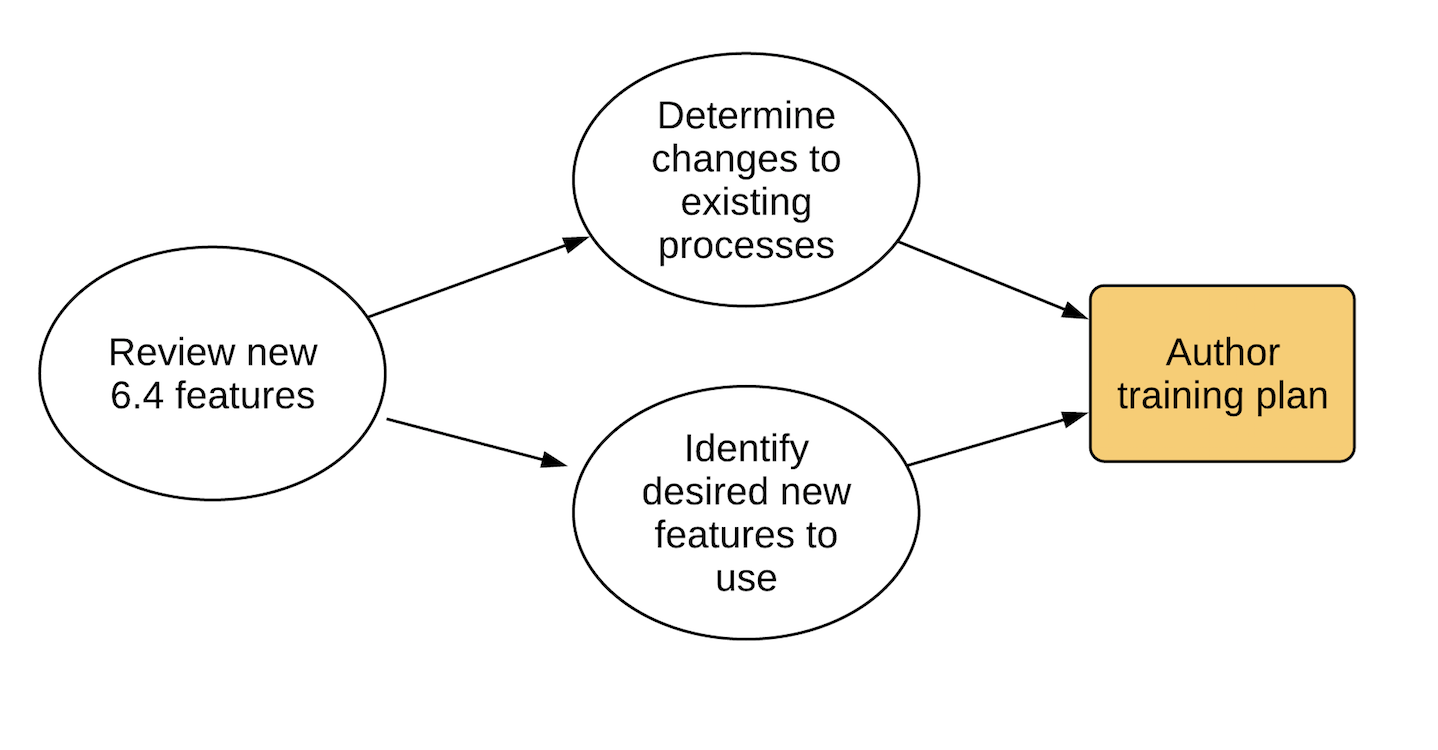 Determine
changes to
existing
processes
Review new
6.4 features
Author
training plan
Identify
desired new
features to
use